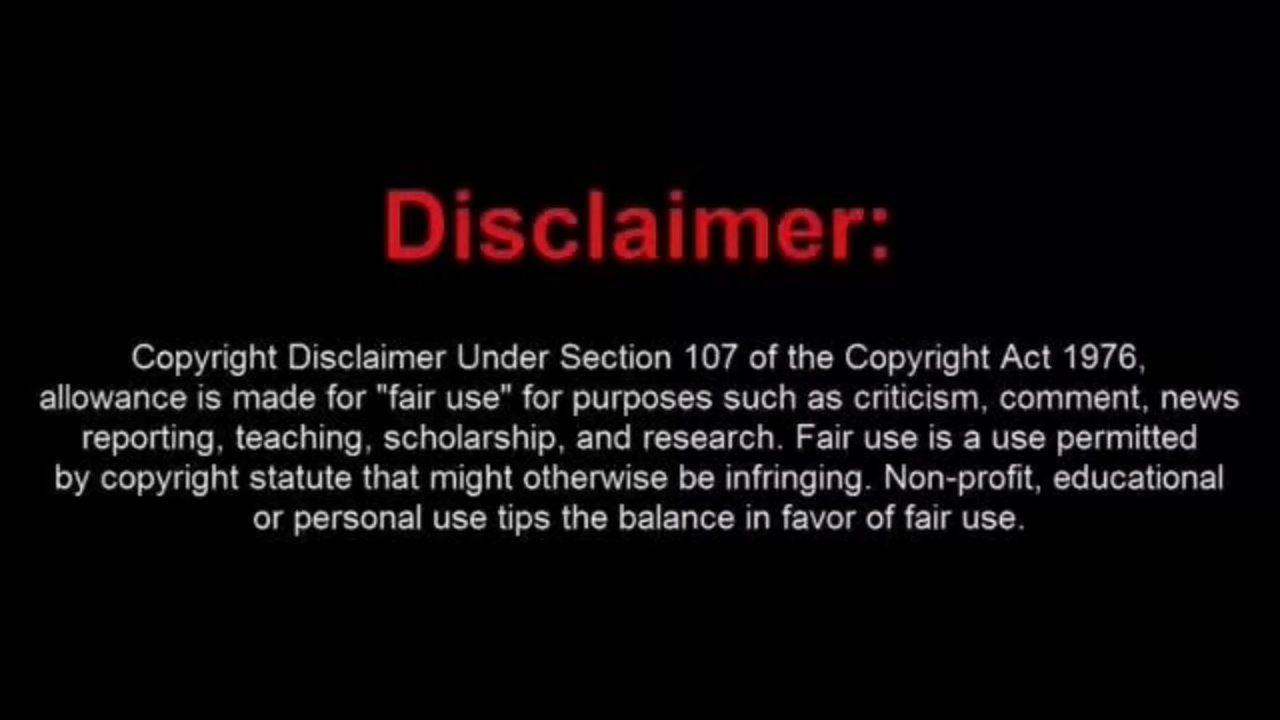 Disclaimer:
Copyright Disclaimer Under Section 107 of the Copyright Act 1976,
allowance is made for "fair use" for purposes such as criticism, comment, news
reporting, teaching, scholarship, and research. Fair use is a use permitted
by copyright statute that might otherwise be infringing. Non-profit, educational
or personal use tips the balance in favor of fair use.